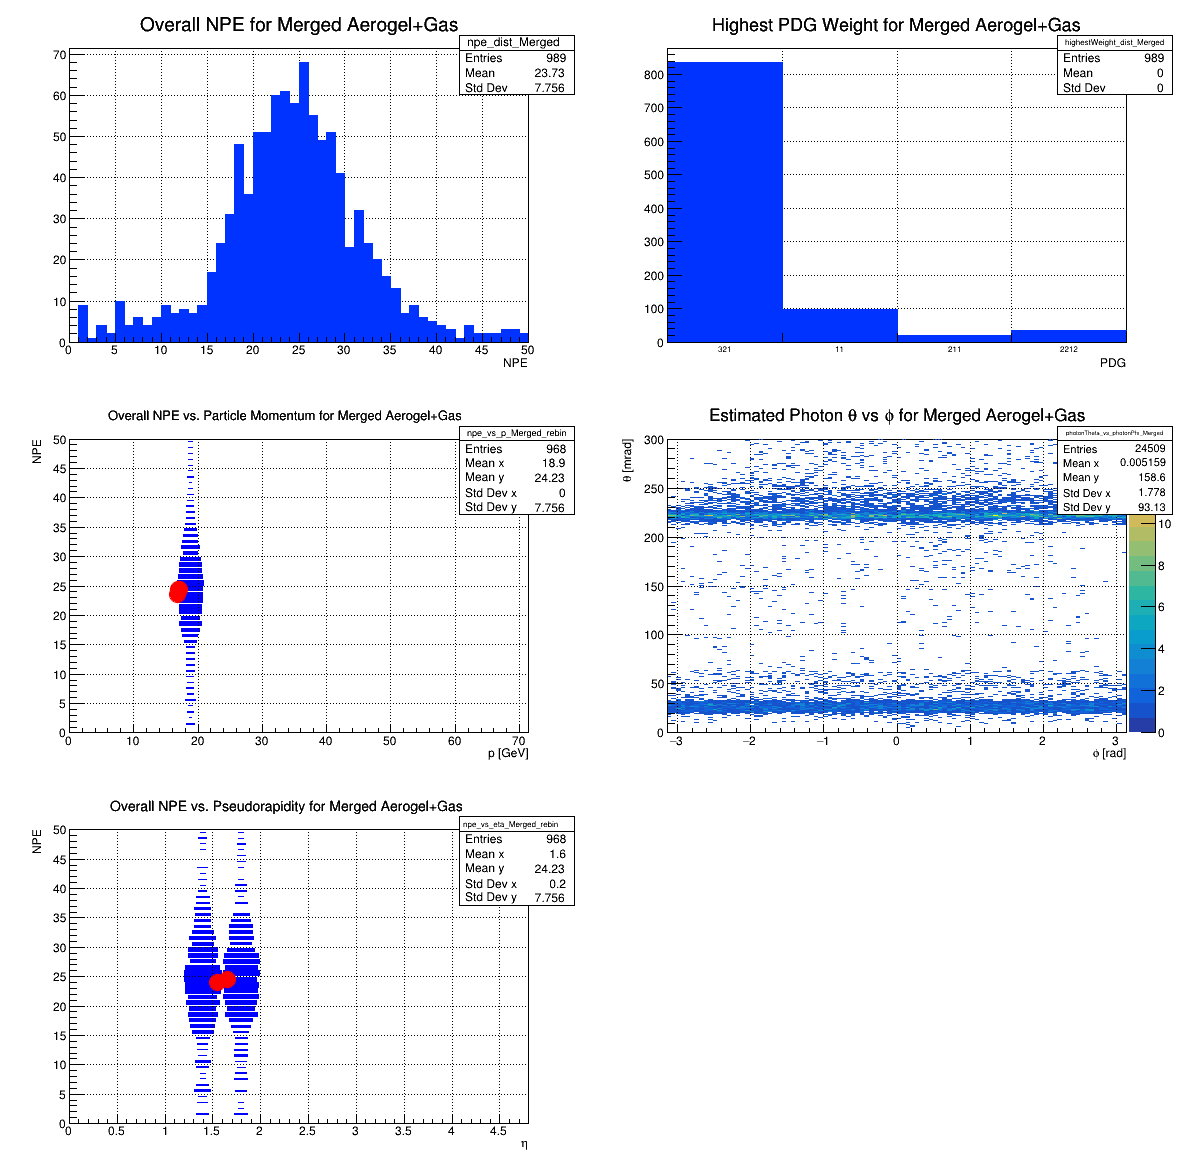 Overall NPE for Merged Aerogel+Gas
npe_dist_Merged
Entries 989
Mean 23.73
Std Dev 7.756
70
60
50
40
30
20
10
0
0 5 10 15 20 25 30 35 40 45 50
NPE
Highest PDG Weight for Merged Aerogel+Gas
highestWeight_dist_Merged
Entries 989
Mean 0
Std Dev 0
800
700
600
500
400
300
200
100
0
321 11 211 2212
PDG
Overall NPE vs. Particle Momentum for Merged Aerogel+Gas
npe_vs_p_Merged_rebin
Entries 968
Mean x 18.9
Mean y 24.23
Std Dev x 0
Std Dev y 7.756
NPE
50
45
40
35
30
25
20
15
10
5
0
0 10 20 30 40 50 60 70
p [GeV]
Estimated Photon θ vs ϕ for Merged Aerogel+Gas
photonTheta_vs_photonPhi_Merged
Entries 24509
Mean x 0.005159
Mean y 158.6
Std Dev x 1.778
Std Dev y 93.13
θ [mrad]
300
250
200
150
100
50
0
−3 −2 −1 0 1 2 3
ϕ [rad]
10
8
6
4
2
0
Overall NPE vs. Pseudorapidity for Merged Aerogel+Gas
npe_vs_eta_Merged_rebin
Entries 968
Mean x 1.6
Mean y 24.23
Std Dev x 0.2
Std Dev y 7.756
NPE
50
45
40
35
30
25
20
15
10
5
0
0 0.5 1 1.5 2 2.5 3 3.5 4 4.5
η